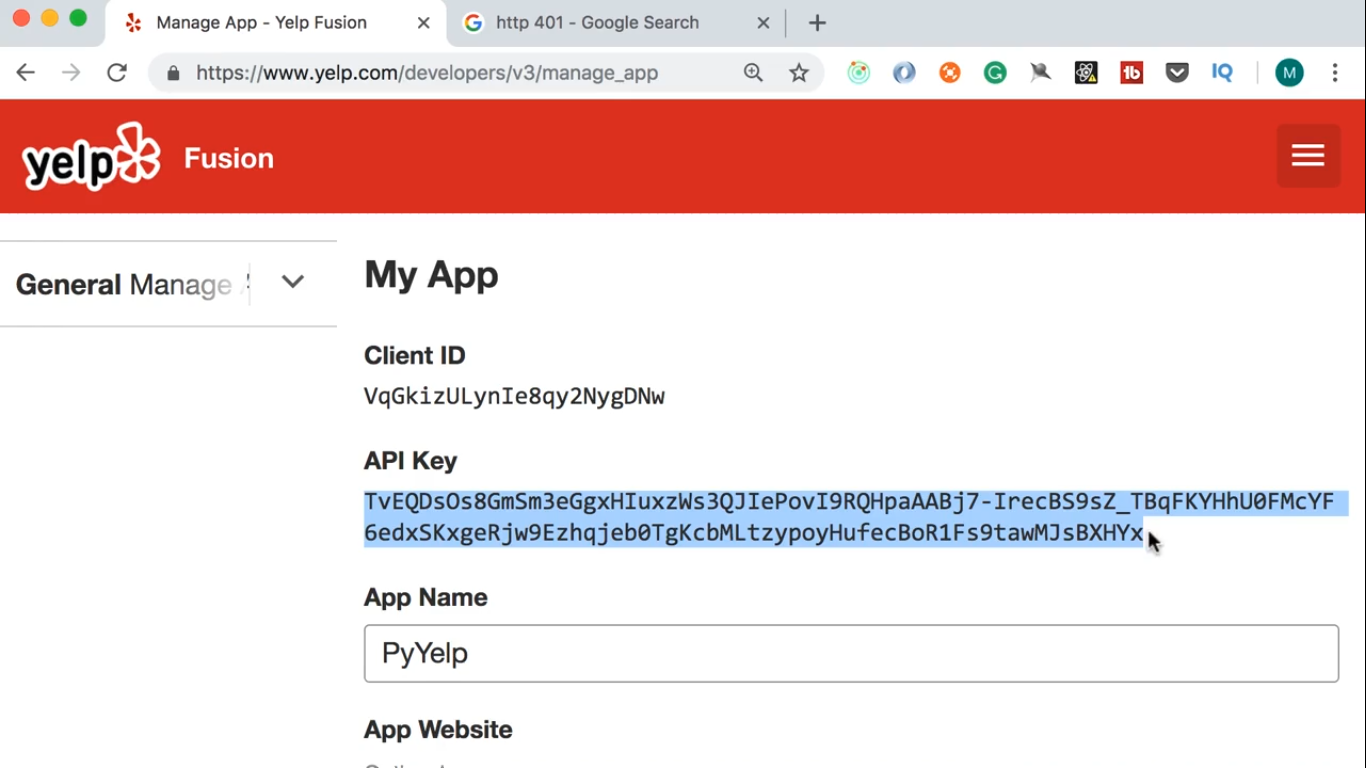 Manage App - Yelp Fusion
http 401 - Google Search
https://www.yelp.com/developers/v3/manage_app
IQ
M
yelp Fusion
General Manage
My App
Client ID
VqGkizULynIe8qy2NygDNw
API Key
TvEQDsOs8GmSm3eGgxHIuxzWs3QJIePovI9RQHpaAABj7-IrecBS9sZ_TBqFKYHhU0FMcYF
6edxSKxgeRjw9Ezhqjeb0TgKcbMLtzypoyHufecBoR1Fs9tawMJsBXHYx
App Name
PyYelp
App Website